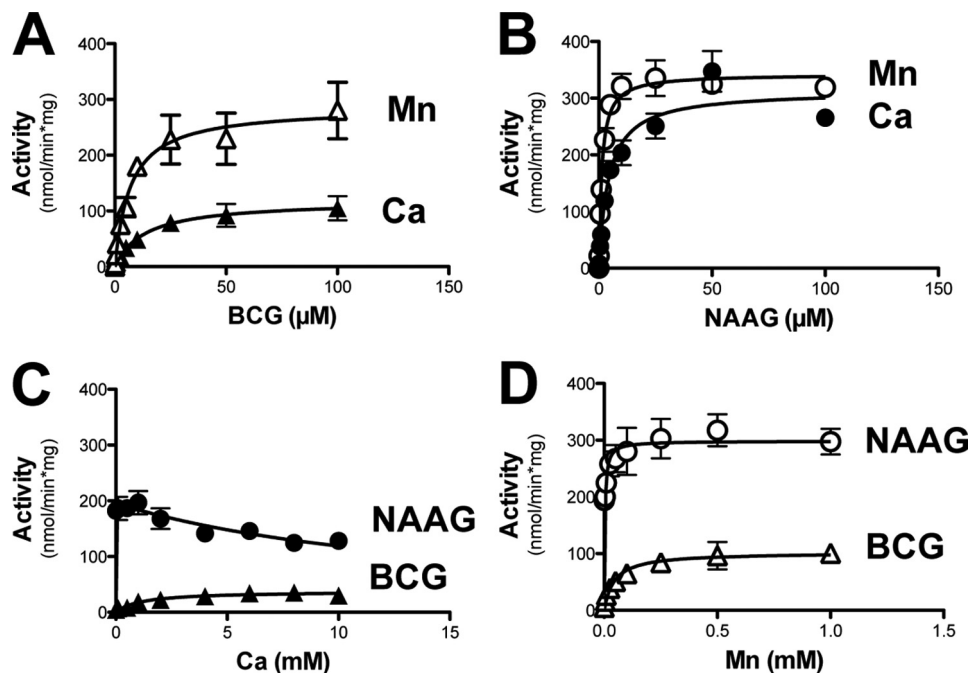 A
Activity
(nmol/min*mg)
400
300
200
100
0
Mn
Ca
0
50
100
150
BCG (µM)
B
Activity
(nmol/min*mg)
400
300
200
100
0
Mn
Ca
0
50
100
150
NAAG (µM)
C
Activity
(nmol/min*mg)
400
300
200
100
0
NAAG
BCG
0
5
10
15
Ca (mM)
D
Activity
(nmol/min*mg)
400
300
200
100
0
NAAG
BCG
0.0
0.5
1.0
1.5
Mn (mM)